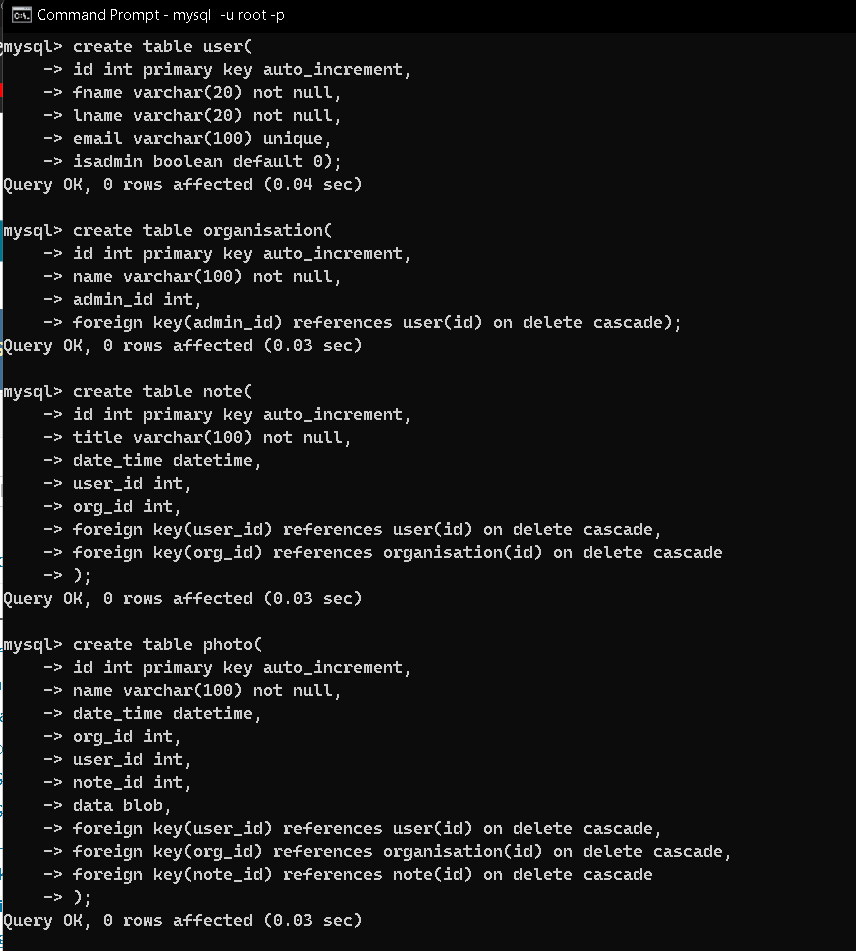 Command Prompt - mysql  -u root -p
mysql> create table user(
    -> id int primary key auto_increment,
    -> fname varchar(20) not null,
    -> lname varchar(20) not null,
    -> email varchar(100) unique,
    -> isadmin boolean default 0);
Query OK, 0 rows affected (0.04 sec)

mysql> create table organisation(
    -> id int primary key auto_increment,
    -> name varchar(100) not null,
    -> admin_id int,
    -> foreign key(admin_id) references user(id) on delete cascade);
Query OK, 0 rows affected (0.03 sec)

mysql> create table note(
    -> id int primary key auto_increment,
    -> title varchar(100) not null,
    -> date_time datetime,
    -> user_id int,
    -> org_id int,
    -> foreign key(user_id) references user(id) on delete cascade,
    -> foreign key(org_id) references organisation(id) on delete cascade
    -> );
Query OK, 0 rows affected (0.03 sec)

mysql> create table photo(
    -> id int primary key auto_increment,
    -> name varchar(100) not null,
    -> date_time datetime,
    -> org_id int,
    -> user_id int,
    -> note_id int,
    -> data blob,
    -> foreign key(user_id) references user(id) on delete cascade,
    -> foreign key(org_id) references organisation(id) on delete cascade,
    -> foreign key(note_id) references note(id) on delete cascade
    -> );
Query OK, 0 rows affected (0.03 sec)